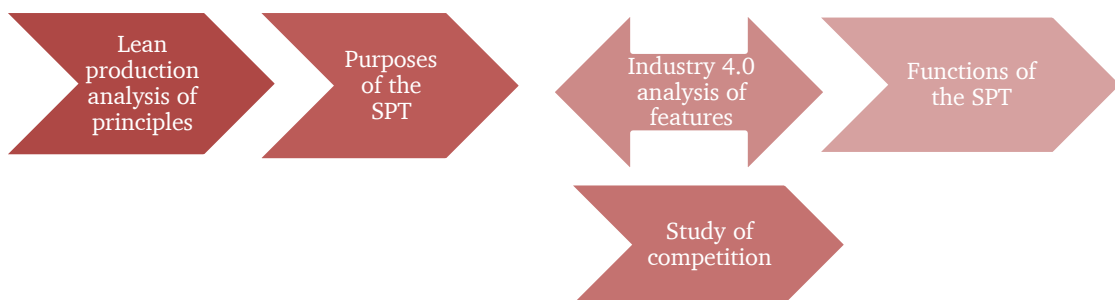 Lean
production
analysis of
principles
Purposes
of the
SPT
Industry 4.0
analysis of
features
Functions of
the SPT
Study of
competition